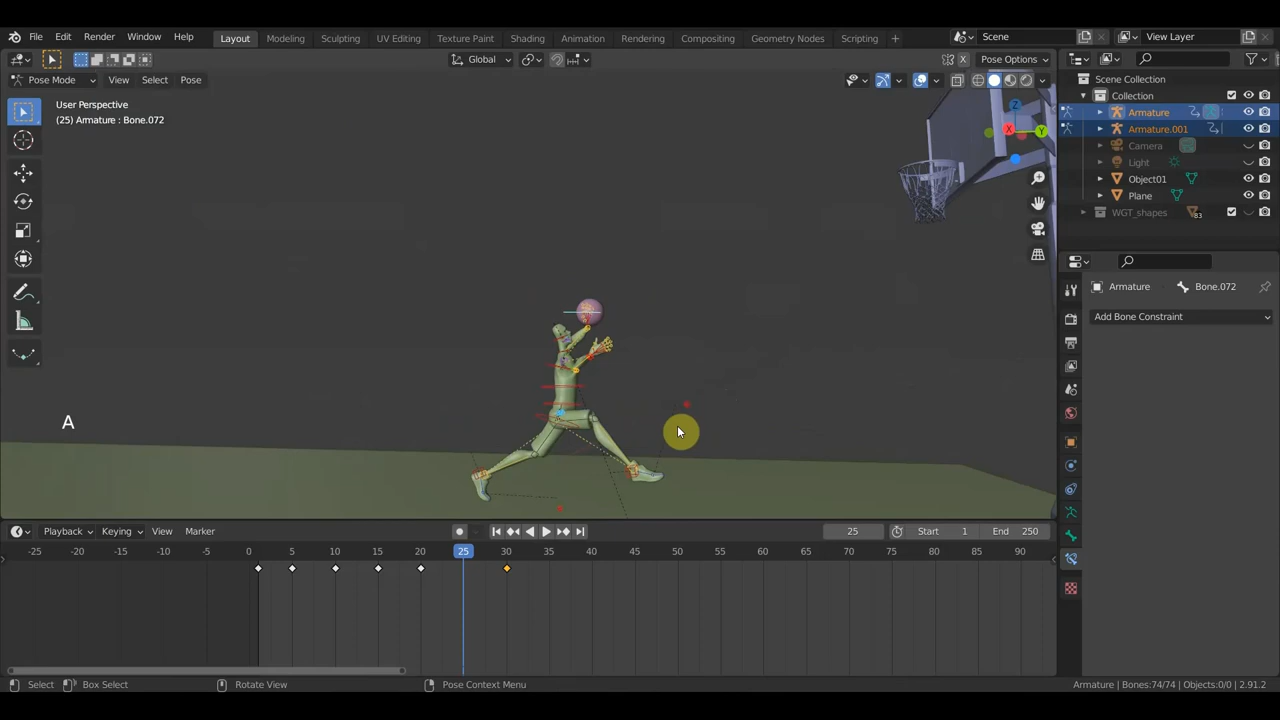 File Edit Render Window Help Layout Modeling Sculpting UV Editing Texture Paint Shading Animation Rendering Compositing Geometry Nodes Scripting + Scene View Layer
Global Pose Options
Pose Mode View Select Pose
User Perspective
(25) Armature : Bone.072
Z
X
Y
A
Scene Collection
Collection
Armature
Armature.001
Camera
Light
Object01
Plane
WGT_shapes 83
Armature Bone.072
Add Bone Constraint
Playback Keying View Marker 25 Start 1 End 250
-25 -20 -15 -10 -5 0 5 10 15 20 25 30 35 40 45 50 55 60 65 70 75 80 85 90
Select Box Select Rotate View Pose Context Menu Armature | Bones:74/74 | Objects:0/0 | 2.91.2